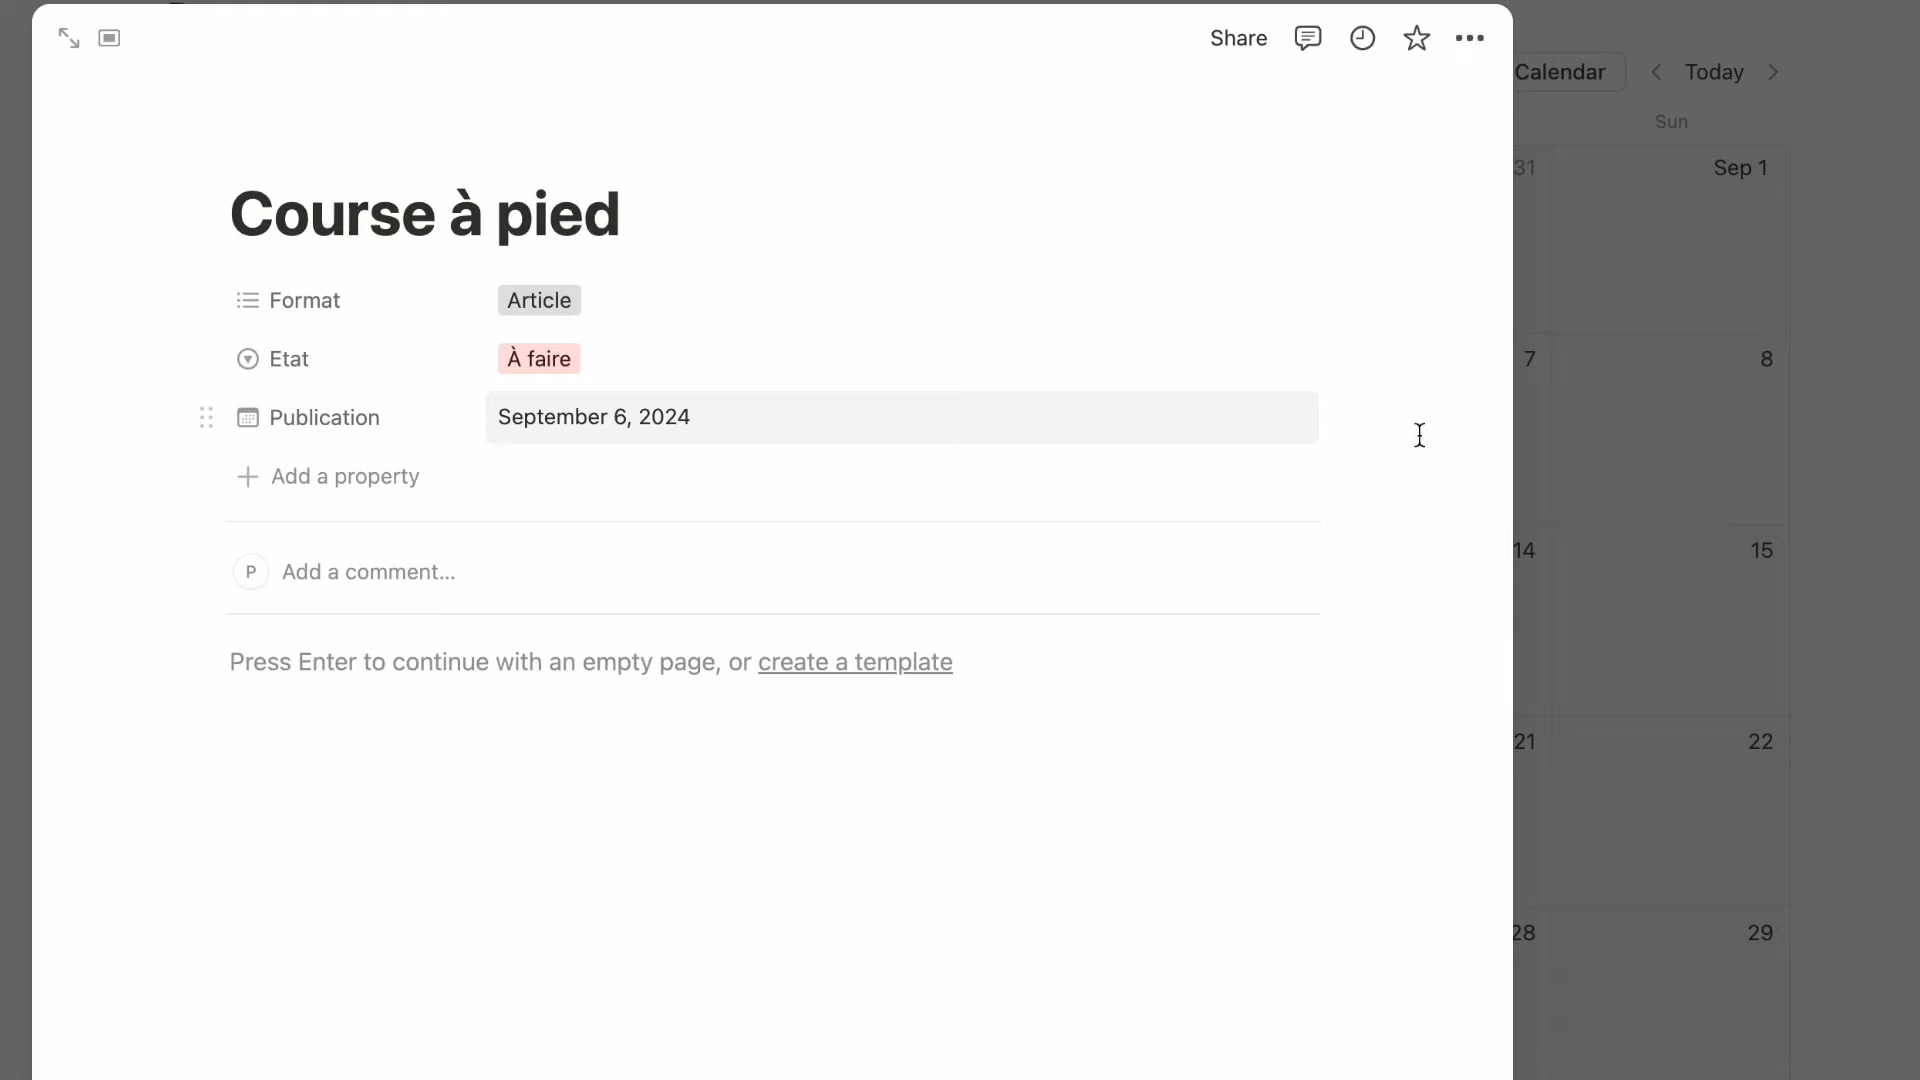 Share
Calendar
Today
Sun
Course à pied
31
Sep 1
Format
Article
Etat
À faire
7
8
Publication
September 6, 2024
Add a property
14
15
P
Add a comment...
Press Enter to continue with an empty page, or create a template
21
22
28
29